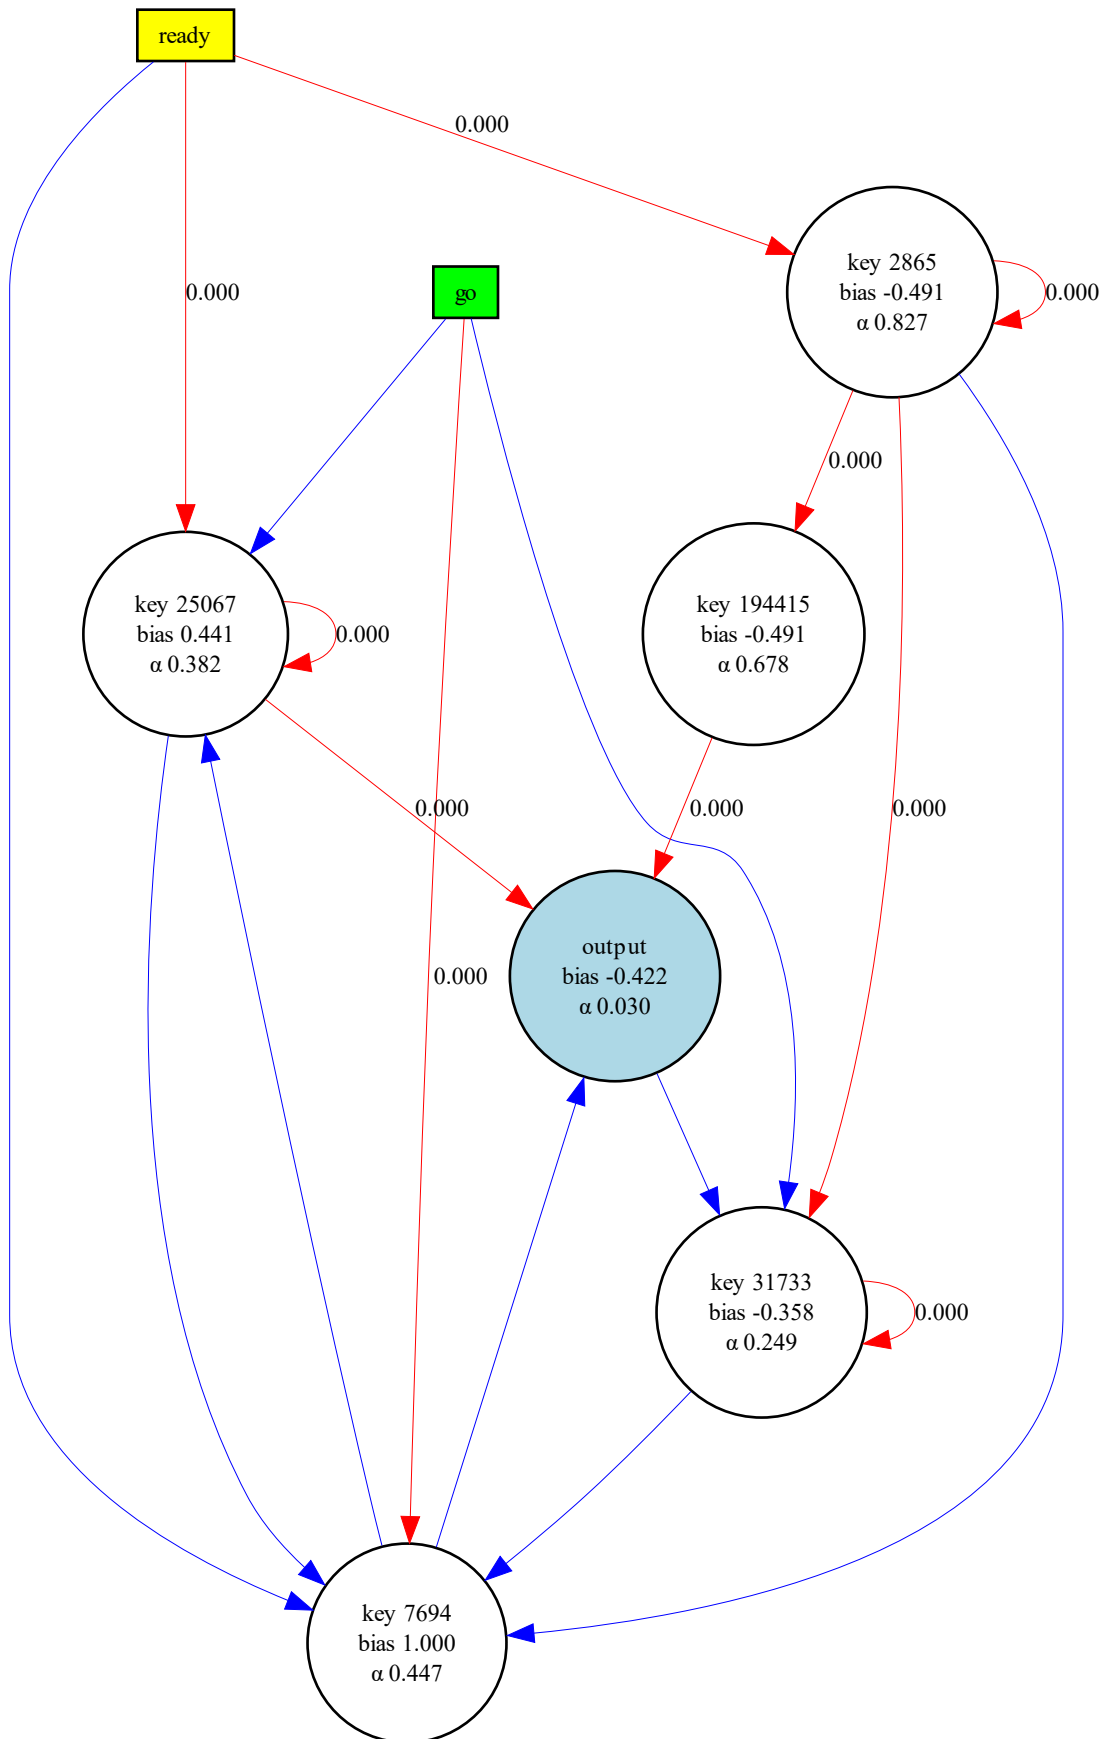 ready
0.000
key 2865
bias -0.491
α 0.827
0.000
0.000
go
0.000
key 25067
bias 0.441
α 0.382
0.000
key 194415
bias -0.491
α 0.678
0.000
0.000
0.000
output
bias -0.422
α 0.030
0.000
key 31733
bias -0.358
α 0.249
0.000
key 7694
bias 1.000
α 0.447